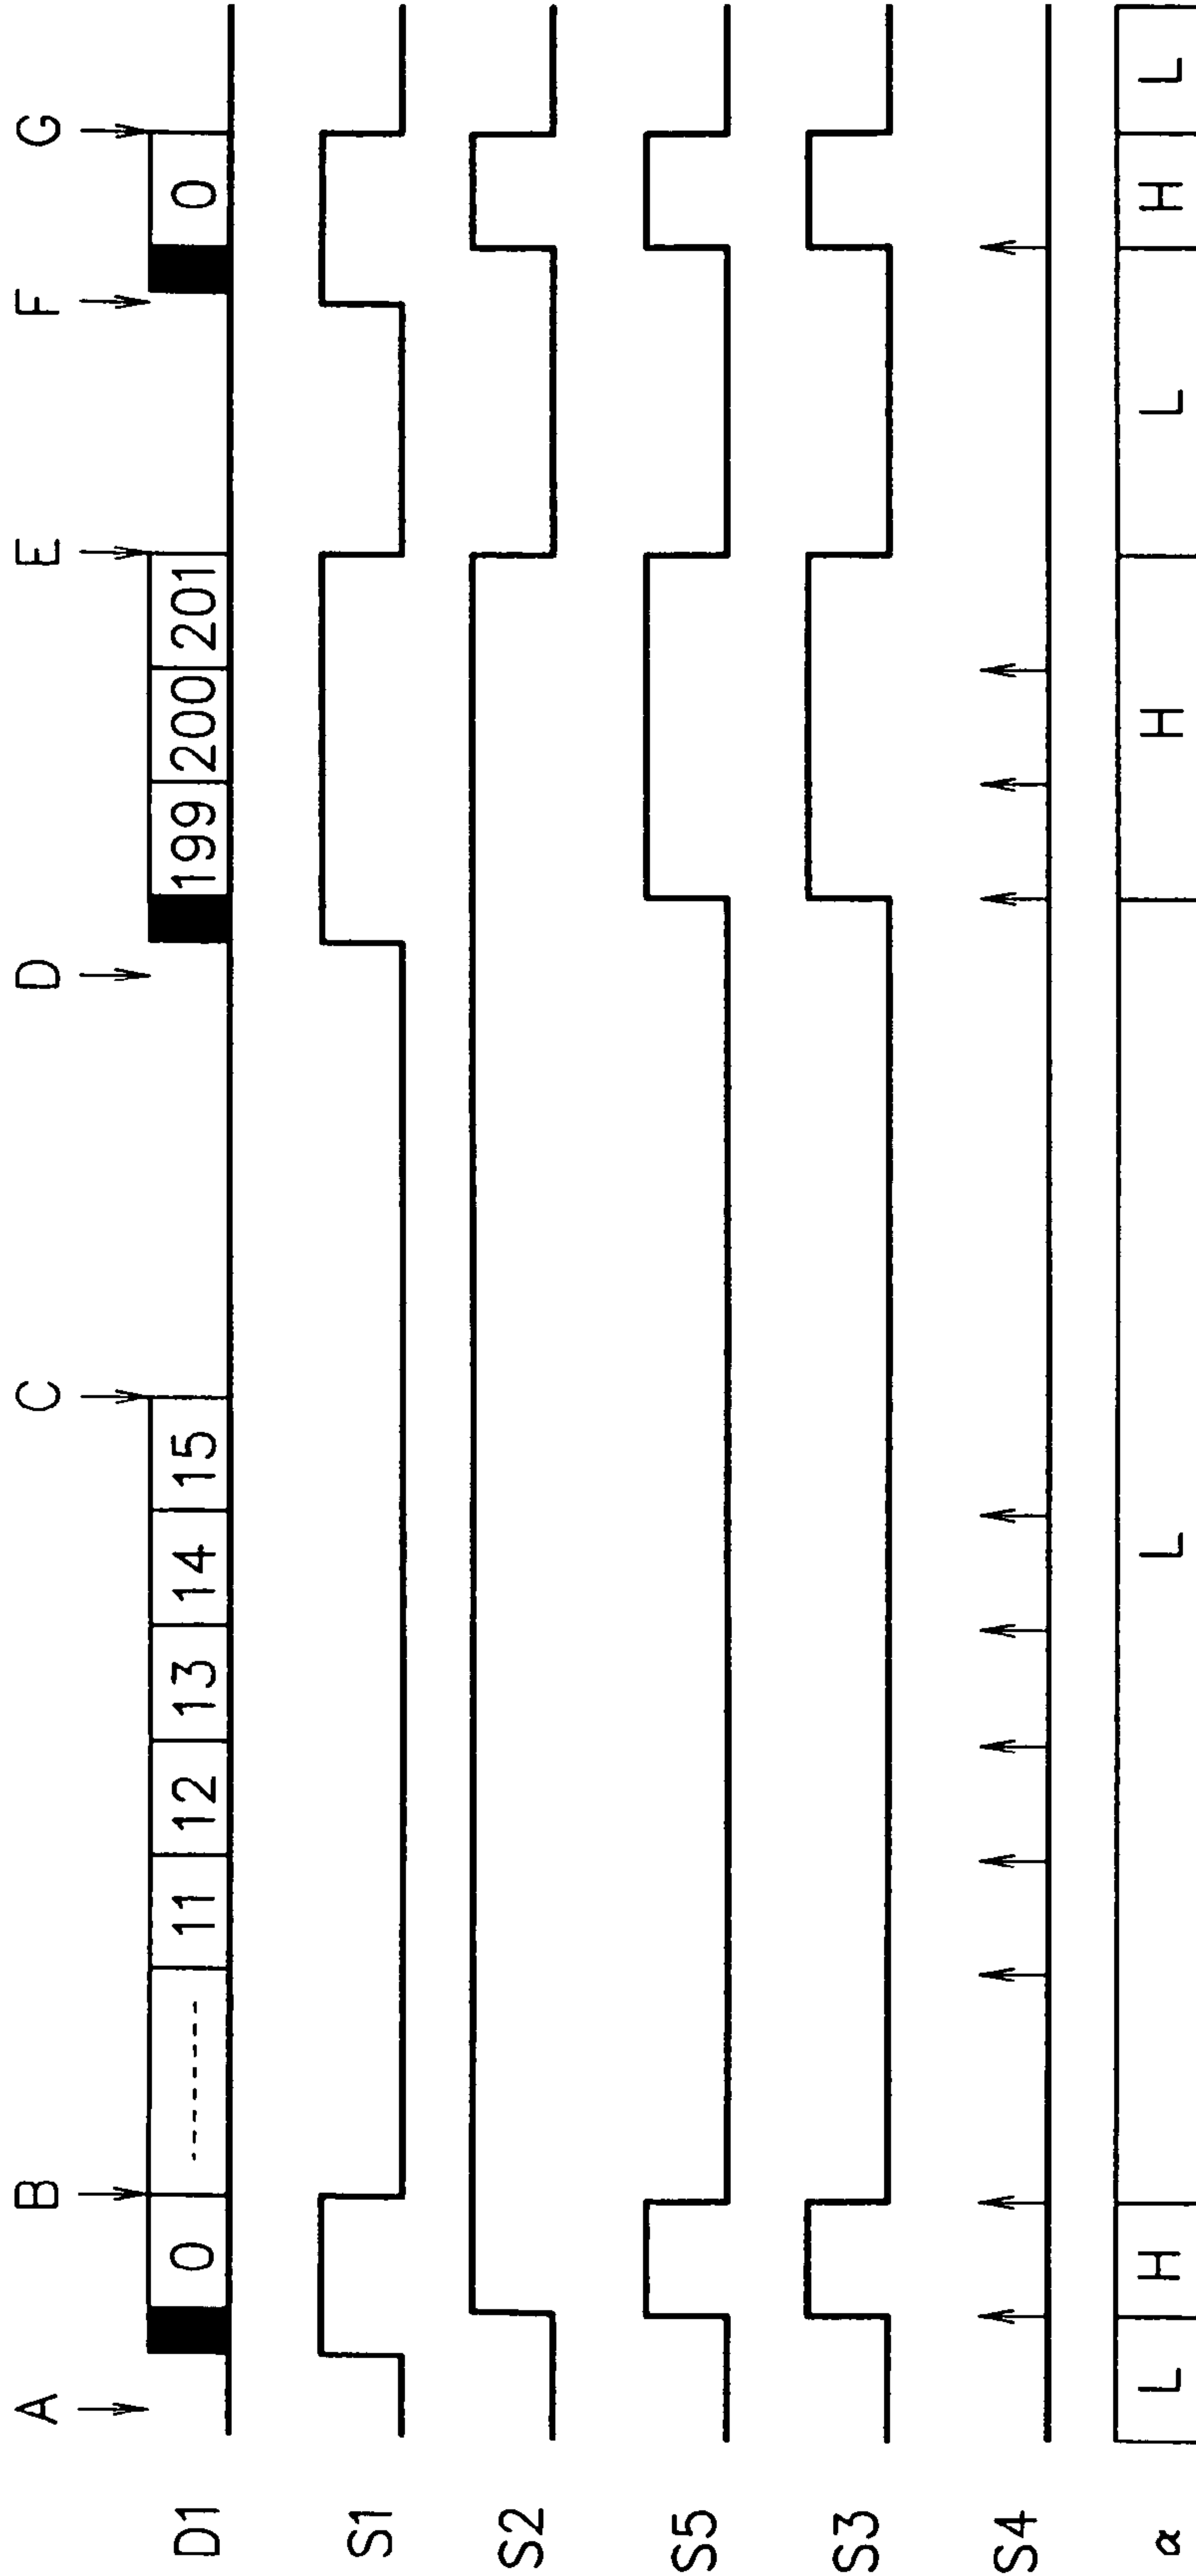 A B C D E F G
D1 0 ------- 11 12 13 14 15 199 200 201 0
S1
S2
S5
S3
S4
α L H L H L H L